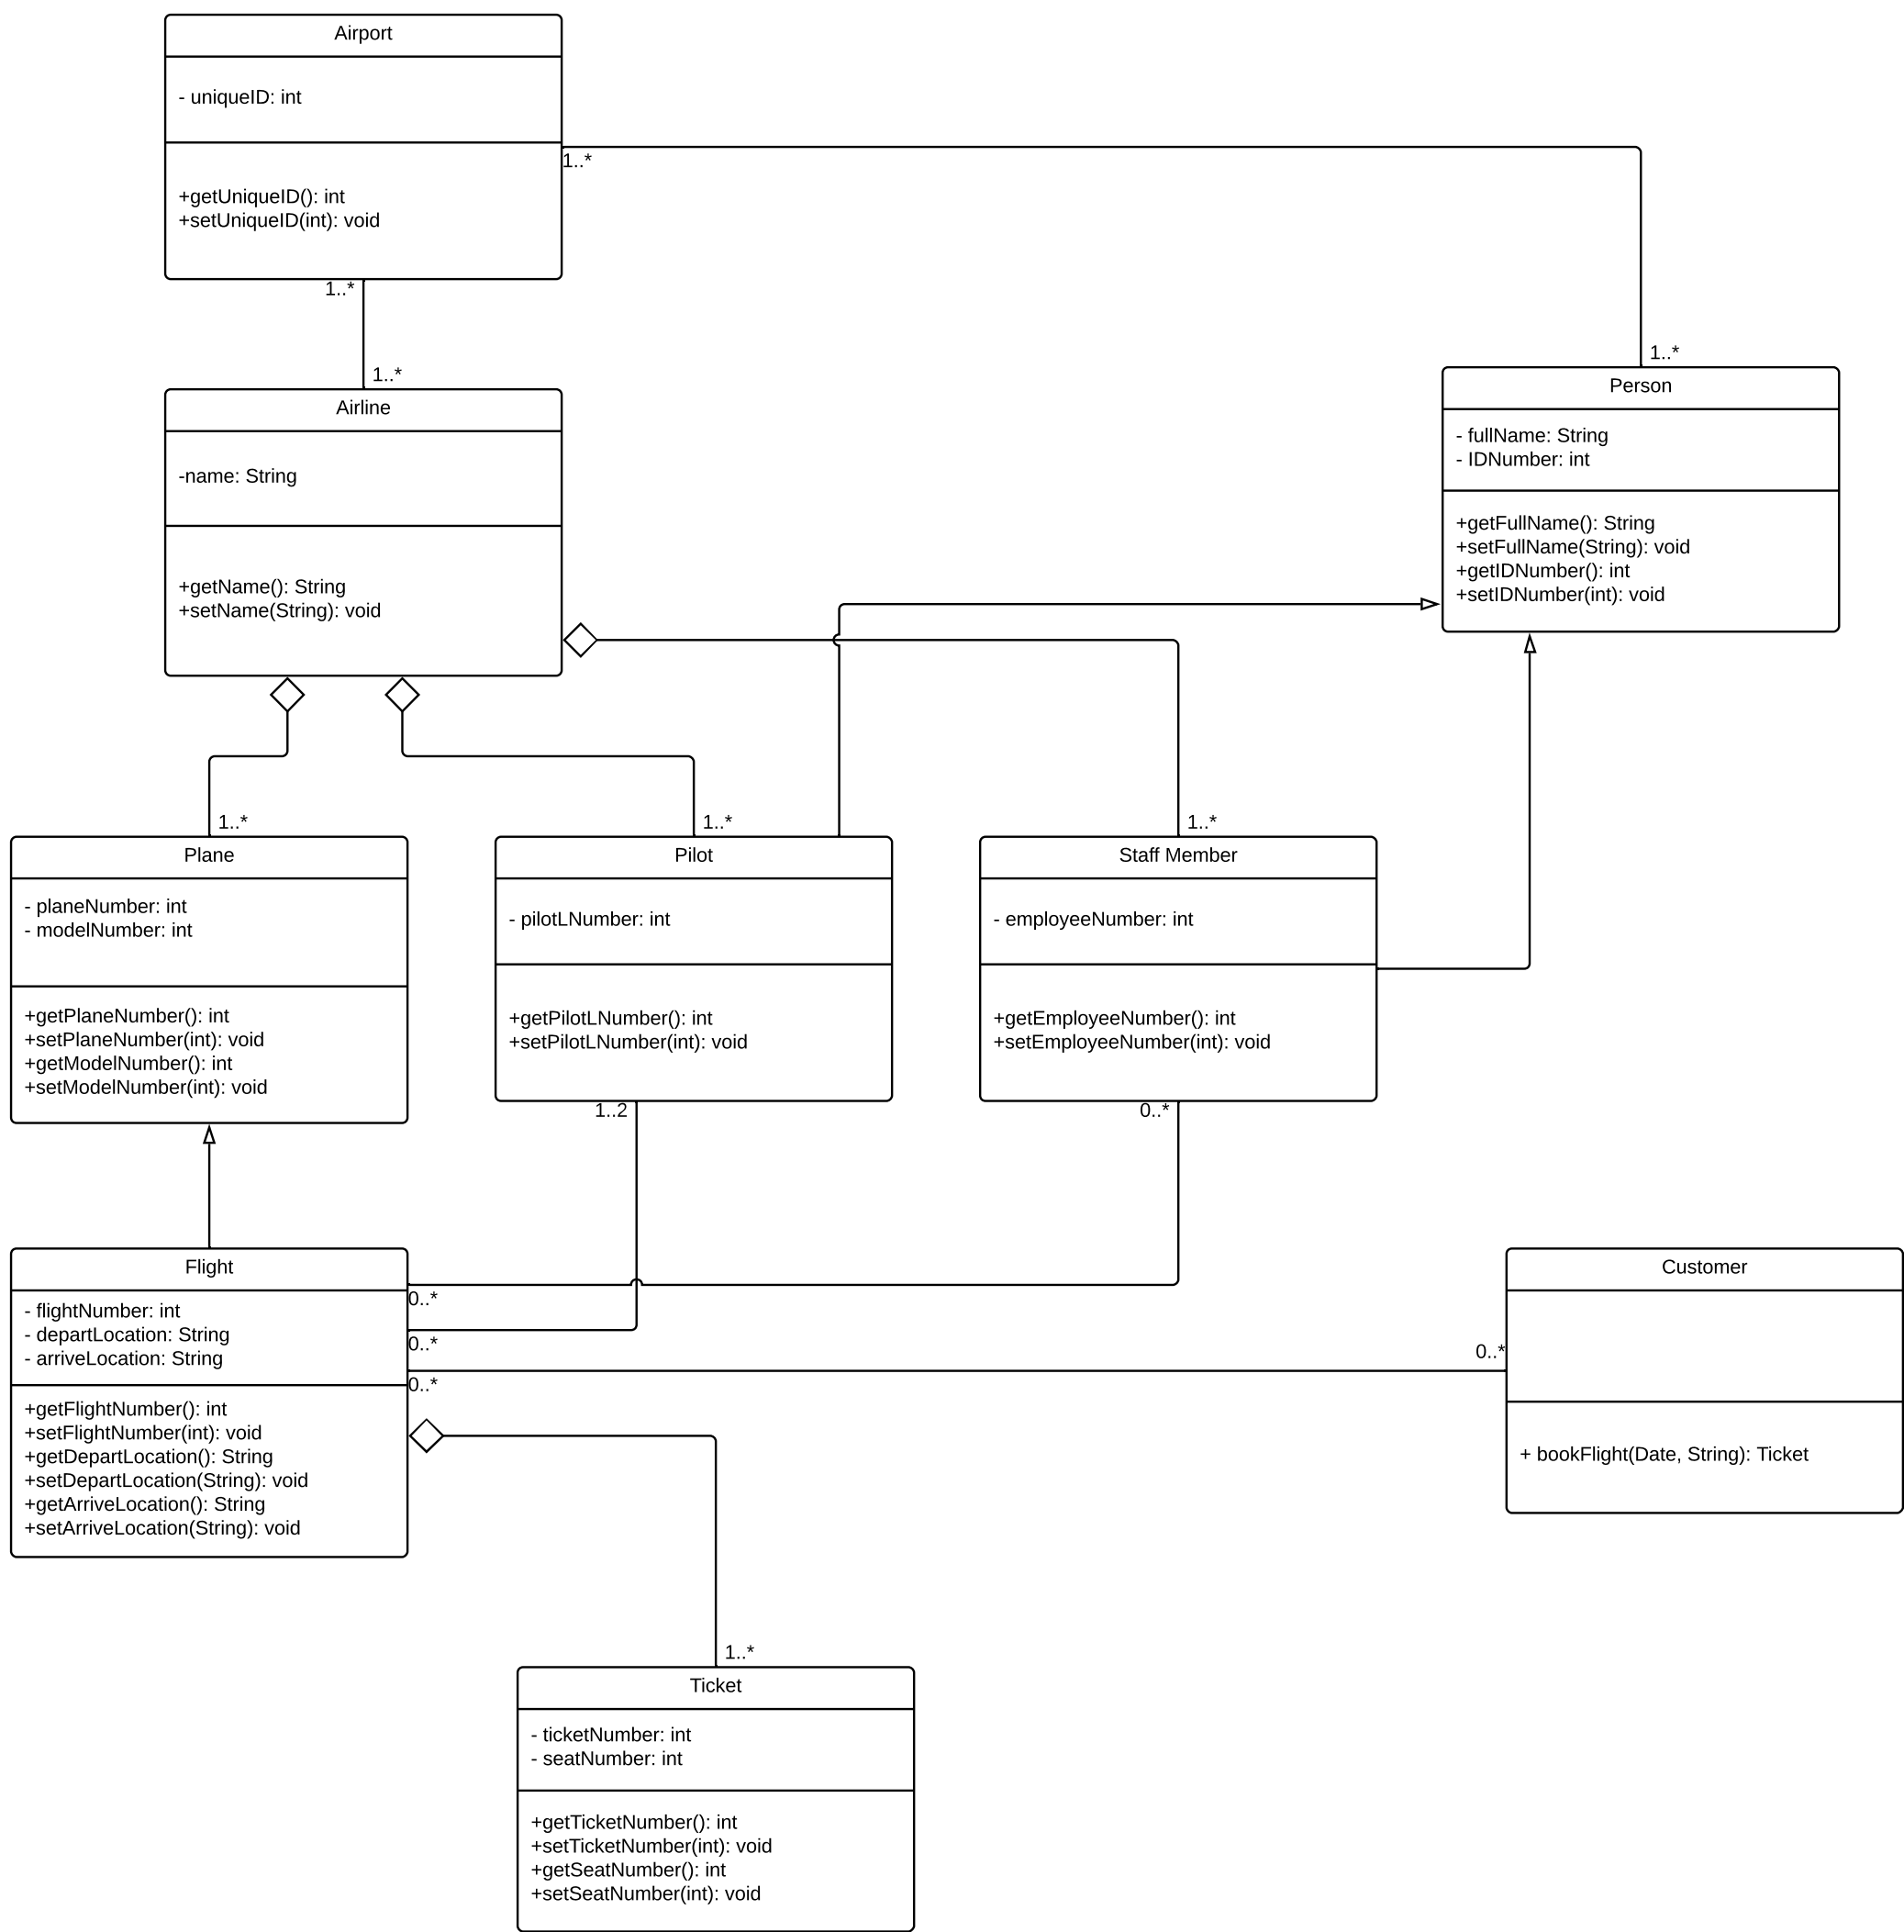 Airport
- uniqueID: int
+getUniqueID(): int
+setUniqueID(int): void
1..*
1..*
1..*
Airline
-name: String
+getName(): String
+setName(String): void
1..*
Person
- fullName: String
- IDNumber: int
+getFullName(): String
+setFullName(String): void
+getIDNumber(): int
+setIDNumber(int): void
1..*
Plane
- planeNumber: int
- modelNumber: int
+getPlaneNumber(): int
+setPlaneNumber(int): void
+getModelNumber(): int
+setModelNumber(int): void
1..*
Pilot
- pilotLNumber: int
+getPilotLNumber(): int
+setPilotLNumber(int): void
1..2
1..*
Staff Member
- employeeNumber: int
+getEmployeeNumber(): int
+setEmployeeNumber(int): void
0..*
Flight
- flightNumber: int
- departLocation: String
- arriveLocation: String
+getFlightNumber(): int
+setFlightNumber(int): void
+getDepartLocation(): String
+setDepartLocation(String): void
+getArriveLocation(): String
+setArriveLocation(String): void
0..*
0..*
0..*
0..*
Customer
+ bookFlight(Date, String): Ticket
1..*
Ticket
- ticketNumber: int
- seatNumber: int
+getTicketNumber(): int
+setTicketNumber(int): void
+getSeatNumber(): int
+setSeatNumber(int): void